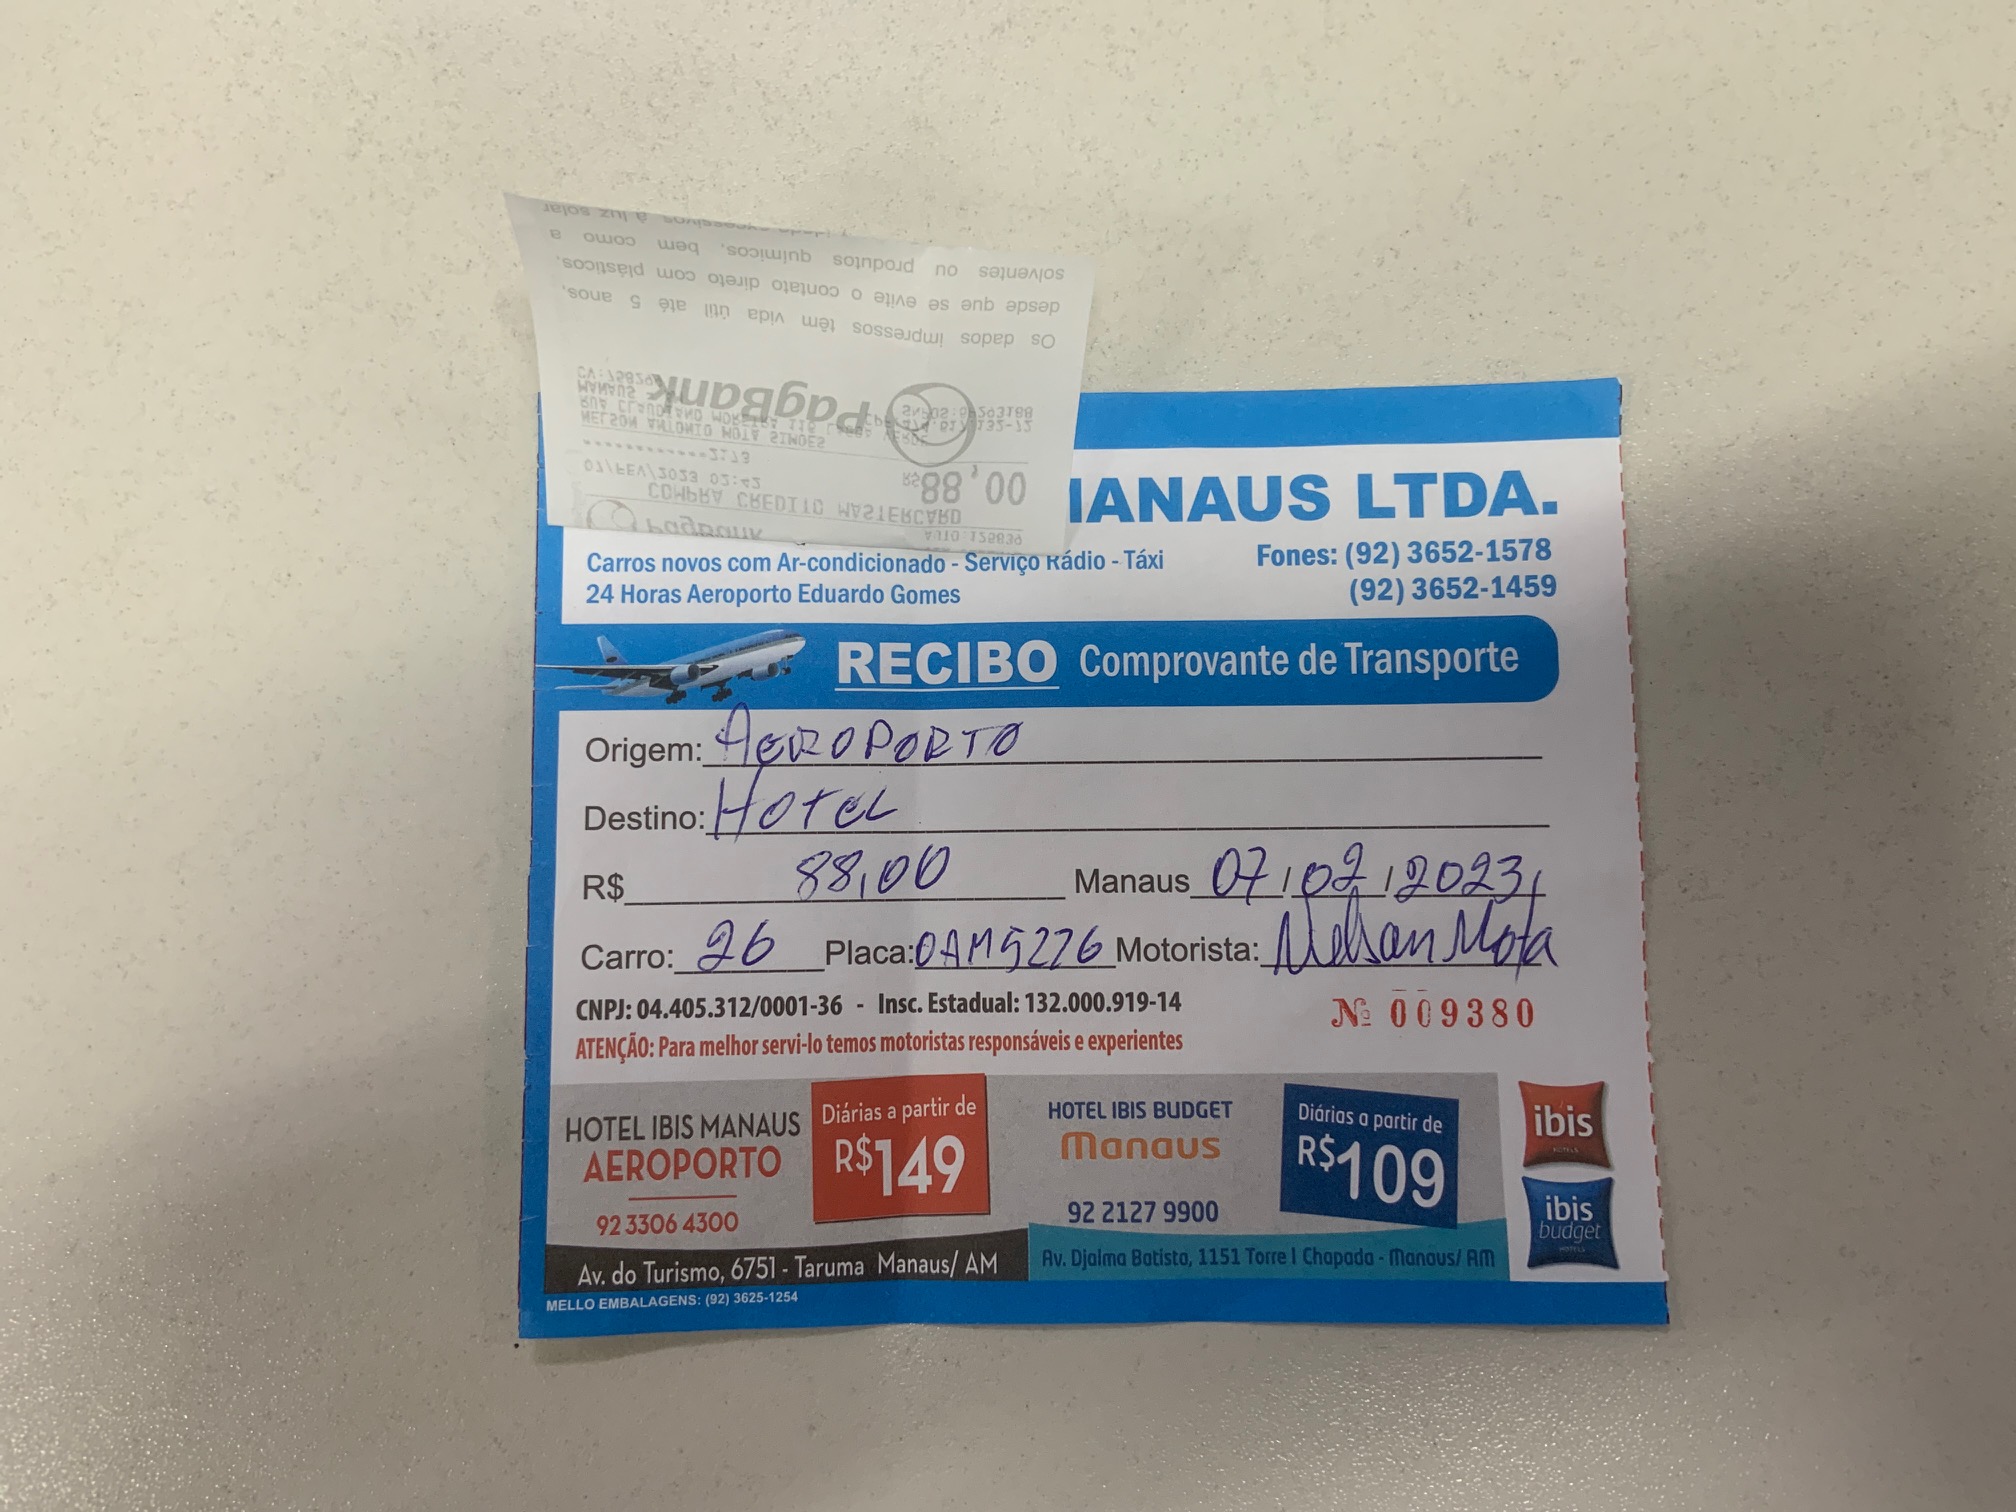 Os dados impressos têm vida útil até 5 anos,
desde que se evite o contato direto com plásticos,
solventes ou produtos químicos, bem como a
excessivos à luz solar
PagBank
PagBank
COMPRA CREDITO MASTERCARD
R$88,00
07/FEV/2023 02:42
2173
NELSON ANTONIO MOTA SIMOES
RUA CLAUDIANO MOREIRA
MANAUS
MANAUS LTDA.
Carros novos com Ar-condicionado - Serviço Rádio - Táxi
24 Horas Aeroporto Eduardo Gomes
Fones: (92) 3652-1578
(92) 3652-1459
RECIBO Comprovante de Transporte
Origem: AEROPORTO
Destino: HOTEL
R$ 88,00 Manaus 07/02/2023
Carro: 26 Placa: OAM5226 Motorista: Nelson Mota
CNPJ: 04.405.312/0001-36 - Insc. Estadual: 132.000.919-14
Nº 009380
ATENÇÃO: Para melhor servi-lo temos motoristas responsáveis e experientes
HOTEL IBIS MANAUS
AEROPORTO
92 3306 4300
Diárias a partir de
R$149
Av. do Turismo, 6751 - Taruma Manaus/ AM
HOTEL IBIS BUDGET
Manaus
92 2127 9900
Diárias a partir de
R$109
Av. Djalma Batista, 1151 Torre I Chapada - Manaus/ AM
ibis
HOTELS
ibis
budget
HOTELS
MELLO EMBALAGENS: (92) 3625-1254